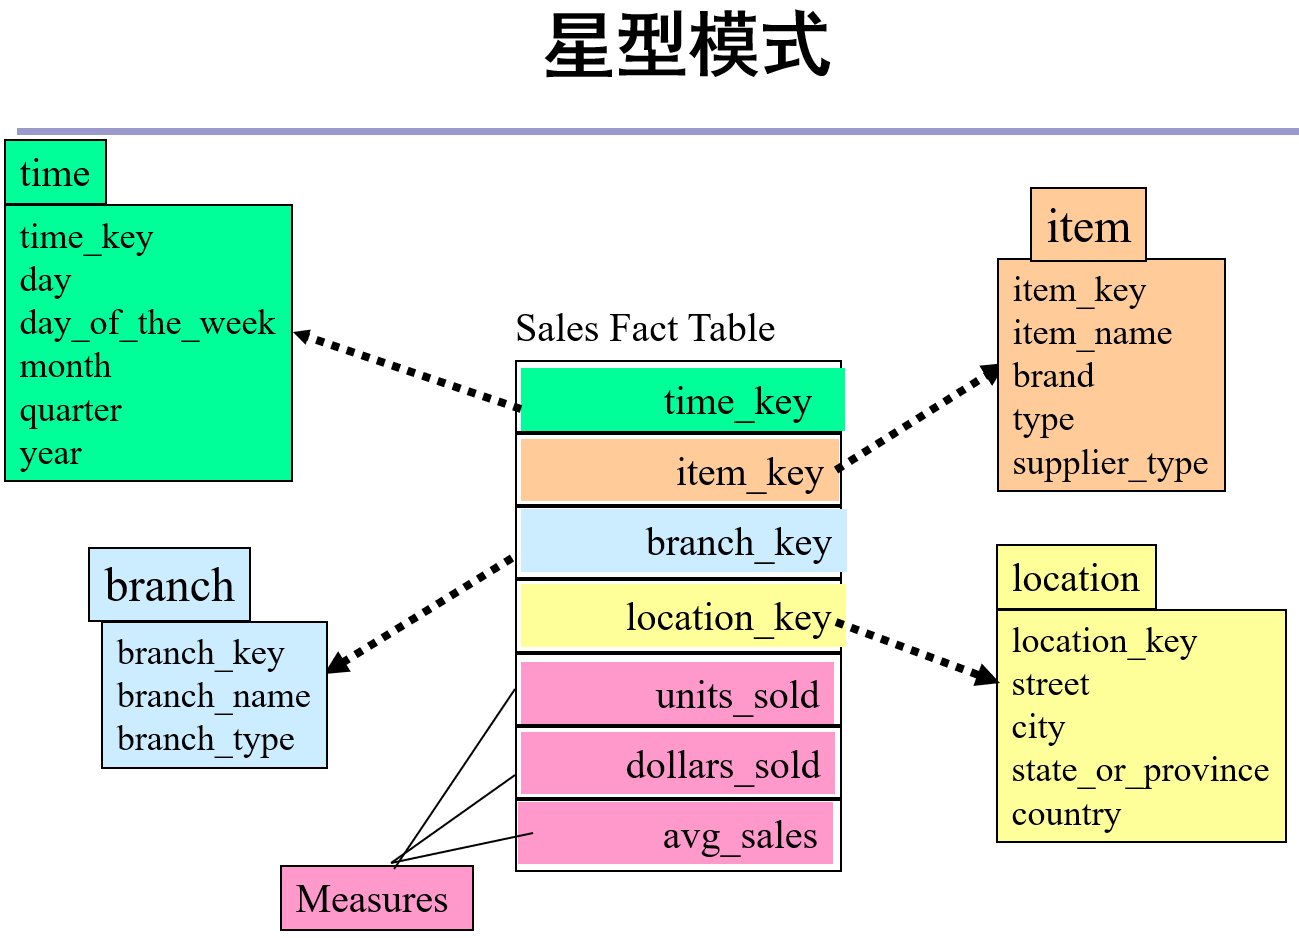 星型模式
time
time_key
day
day_of_the_week
month
quarter
year
item
item_key
item_name
brand
type
supplier_type
Sales Fact Table
time_key
item_key
branch_key
location_key
units_sold
dollars_sold
avg_sales
branch
branch_key
branch_name
branch_type
location
location_key
street
city
state_or_province
country
Measures